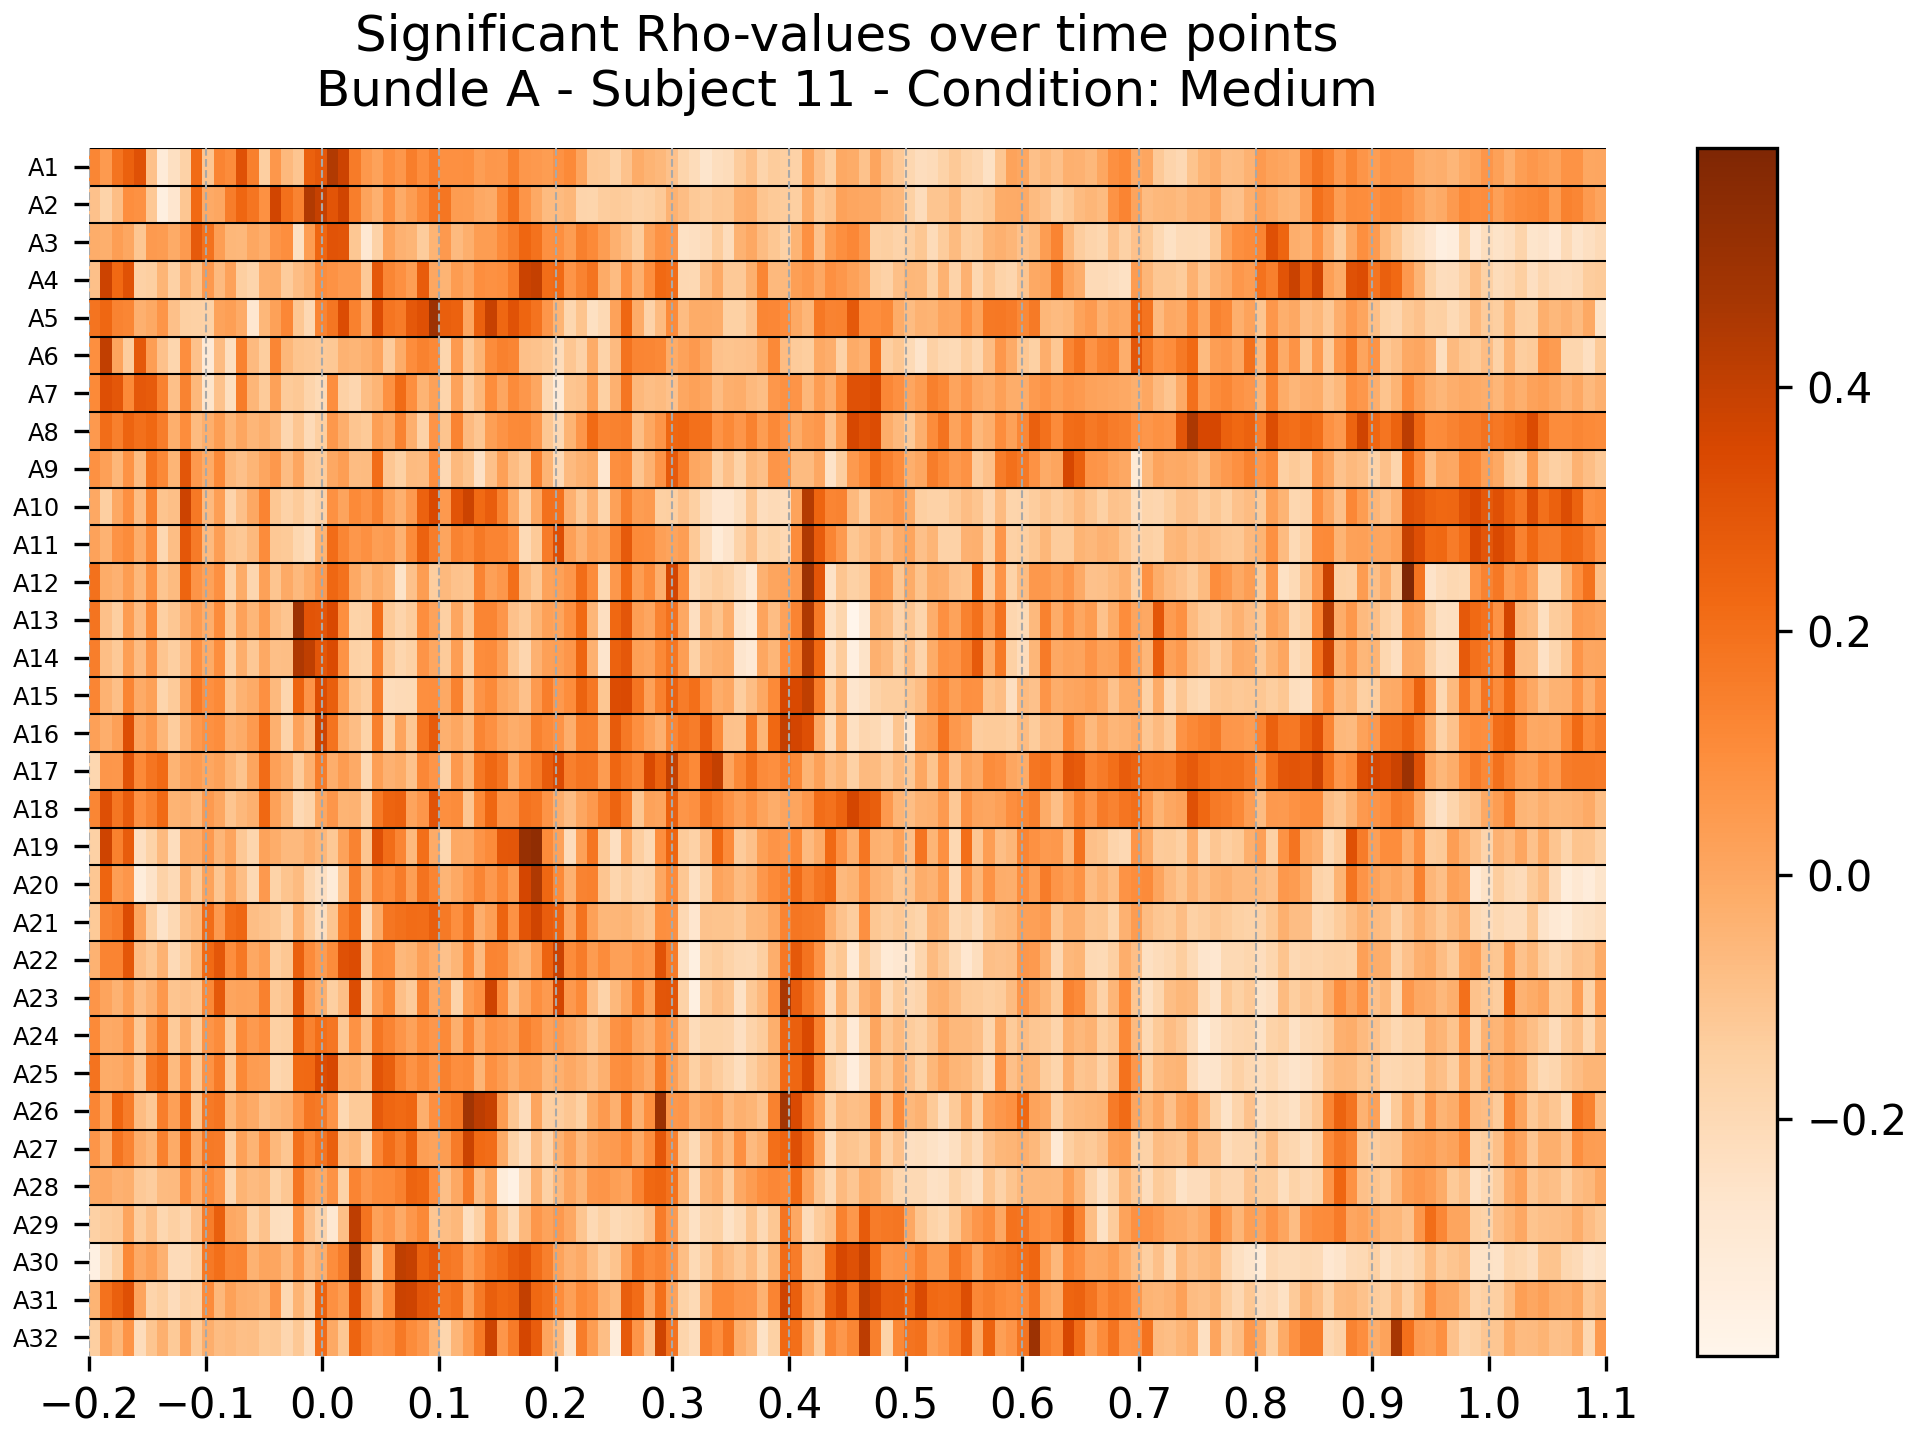 Significant Rho-values over time points
Bundle A - Subject 11 - Condition: Medium
A1
A2
A3
A4
A5
A6
A7
A8
A9
A10
A11
A12
A13
A14
A15
A16
A17
A18
A19
A20
A21
A22
A23
A24
A25
A26
A27
A28
A29
A30
A31
A32
−0.2 −0.1 0.0 0.1 0.2 0.3 0.4 0.5 0.6 0.7 0.8 0.9 1.0 1.1
0.4
0.2
0.0
−0.2